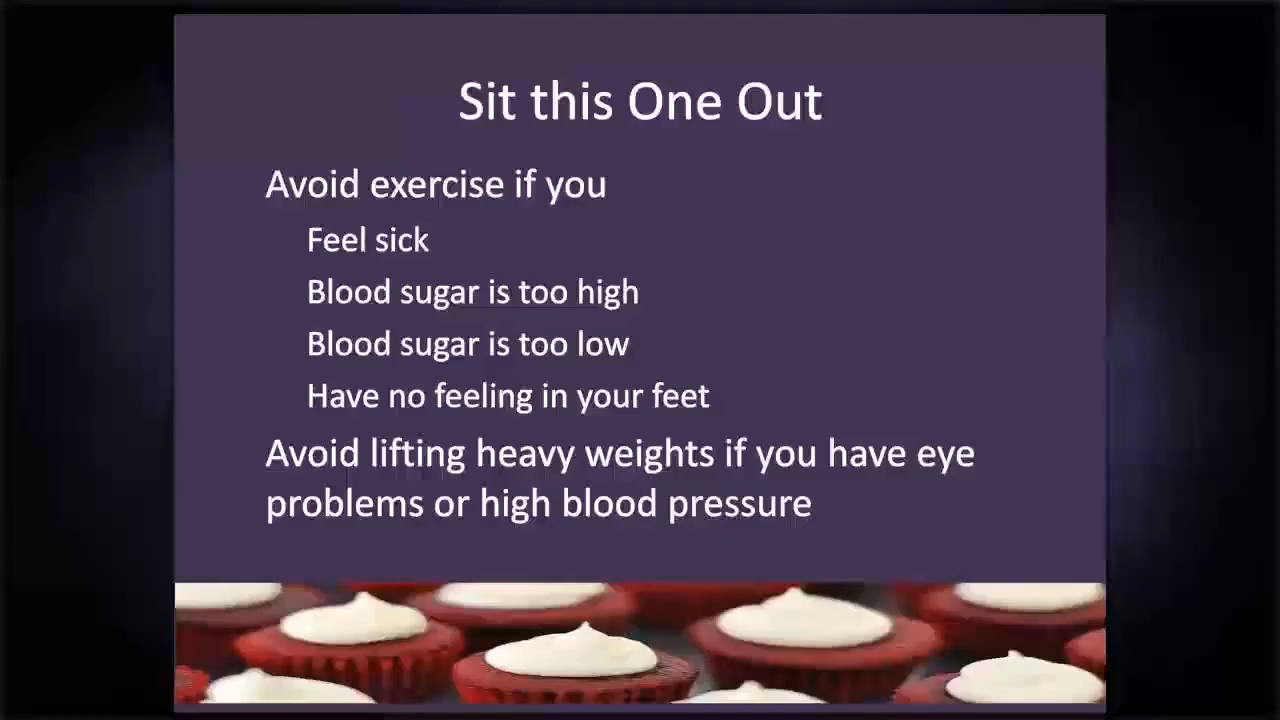 Sit this One Out
Avoid exercise if you
Feel sick
Blood sugar is too high
Blood sugar is too low
Have no feeling in your feet
Avoid lifting heavy weights if you have eye
problems or high blood pressure